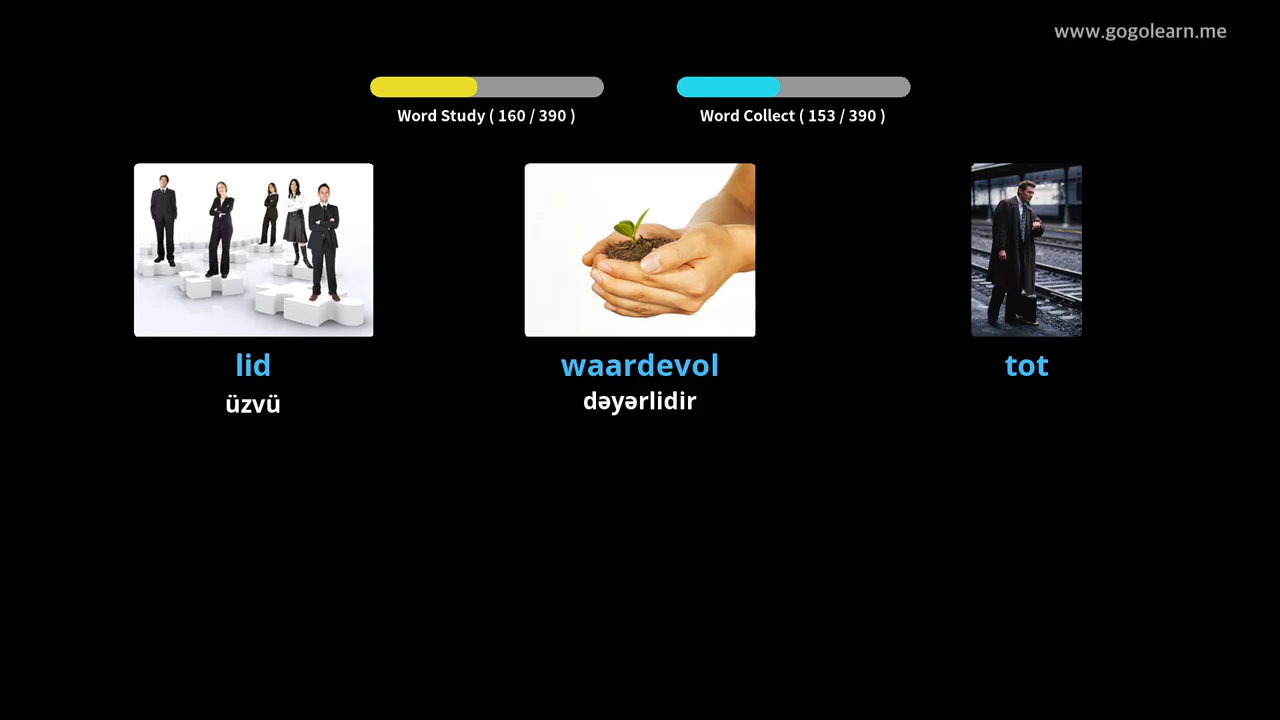 www.gogolearn.me
Word Study ( 160 / 390 )
Word Collect ( 153 / 390 )
lid
üzvü
waardevol
dəyərlidir
tot